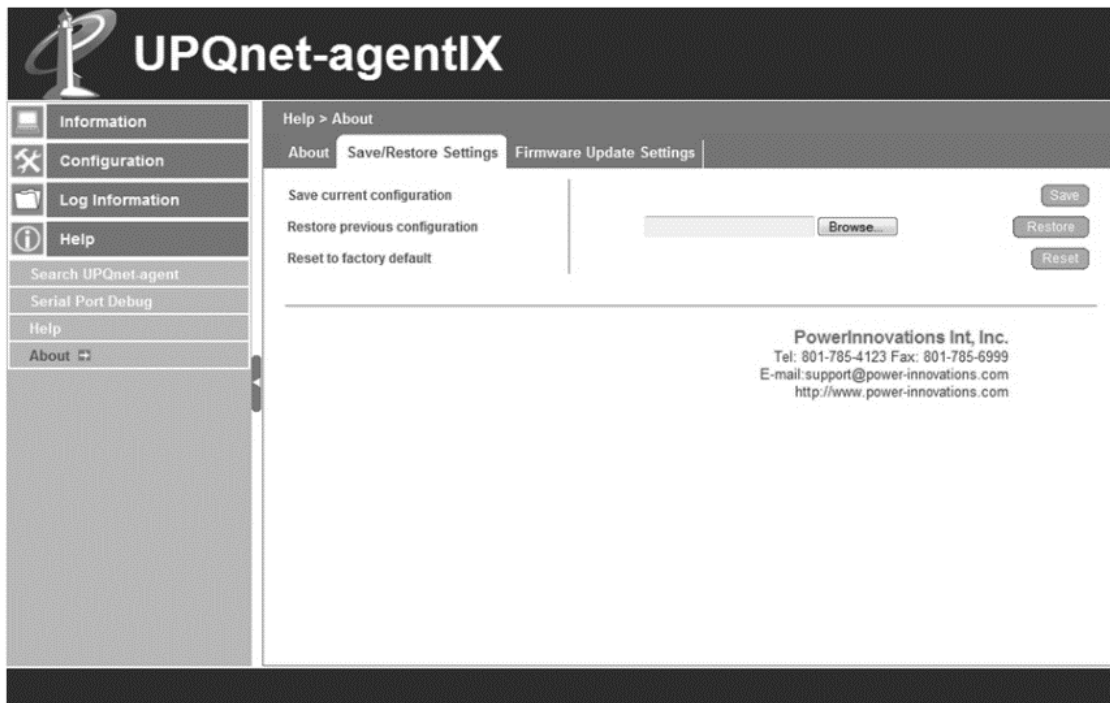 UPQnet-agentIX
Information
Configuration
Log Information
Help
Search UPQnet-agent
Serial Port Debug
Help
About
Help > About
About Save/Restore Settings Firmware Update Settings
Save current configuration Save
Restore previous configuration Browse... Restore
Reset to factory default Reset
PowerInnovations Int, Inc.
Tel: 801-785-4123 Fax: 801-785-6999
E-mail:support@power-innovations.com
http://www.power-innovations.com